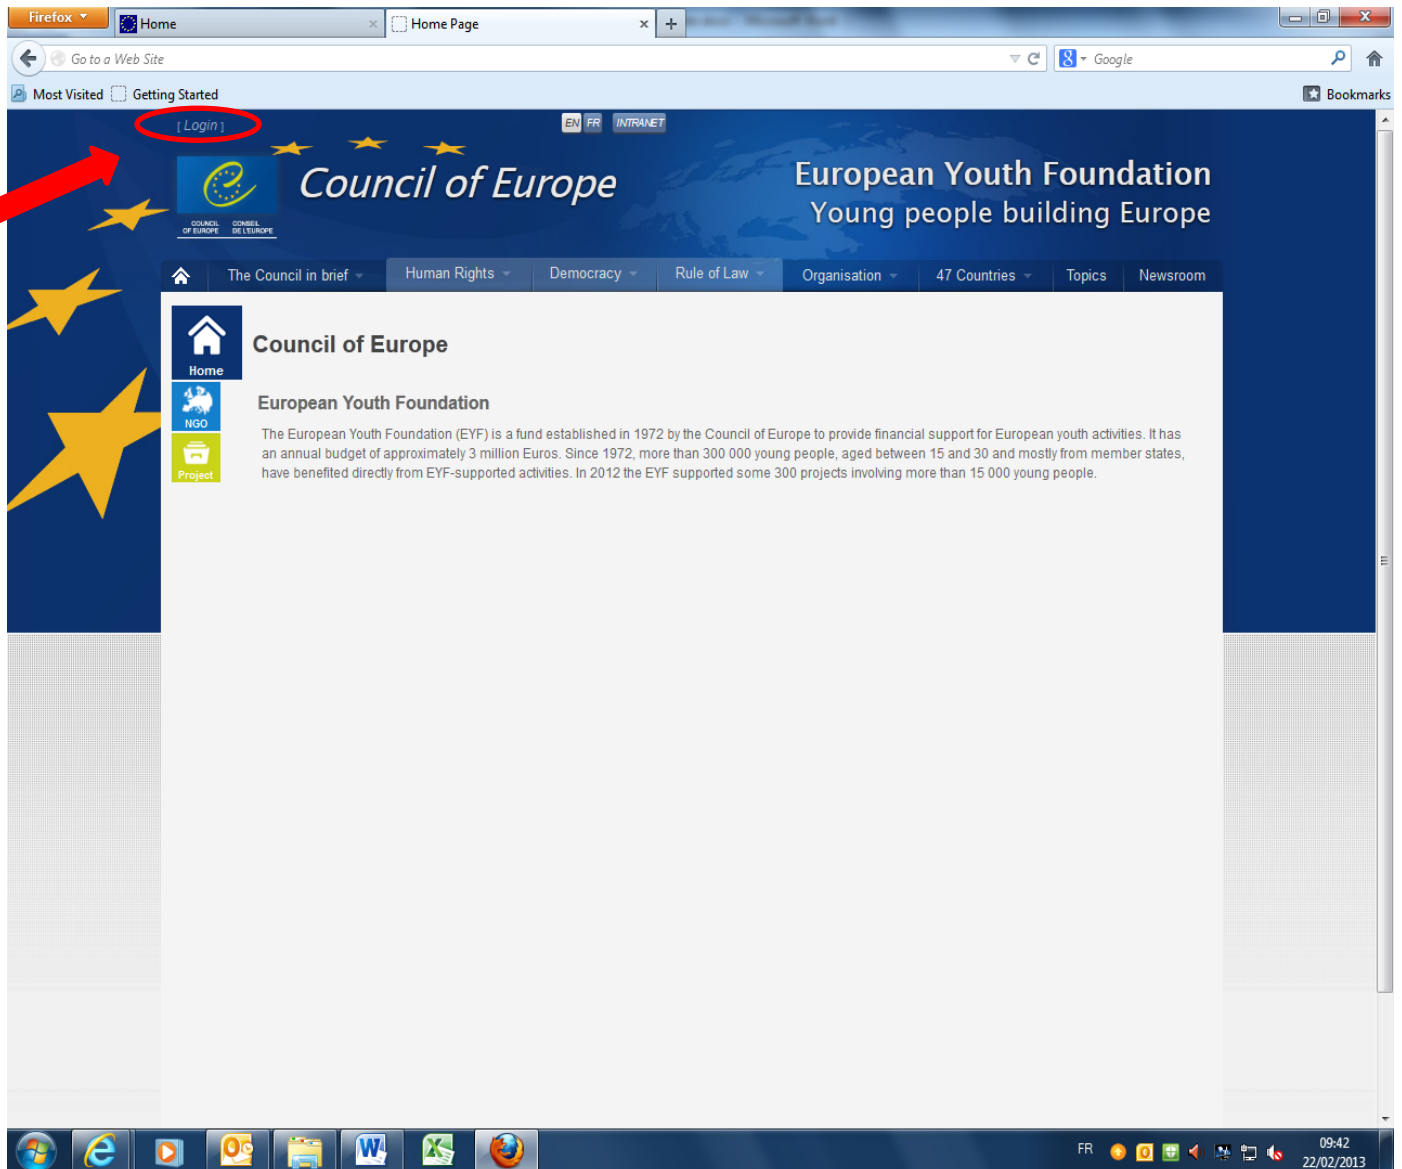 Firefox
Home
Home Page
Go to a Web Site
Google
Most Visited
Getting Started
Bookmarks
[ Login ]
EN FR INTRANET
Council of Europe
European Youth Foundation
Young people building Europe
COUNCIL CONSEIL
OF EUROPE DE L'EUROPE
The Council in brief
Human Rights
Democracy
Rule of Law
Organisation
47 Countries
Topics
Newsroom
Home
Council of Europe
NGO
Project
European Youth Foundation
The European Youth Foundation (EYF) is a fund established in 1972 by the Council of Europe to provide financial support for European youth activities. It has
an annual budget of approximately 3 million Euros. Since 1972, more than 300 000 young people, aged between 15 and 30 and mostly from member states,
have benefited directly from EYF-supported activities. In 2012 the EYF supported some 300 projects involving more than 15 000 young people.
FR
09:42
22/02/2013